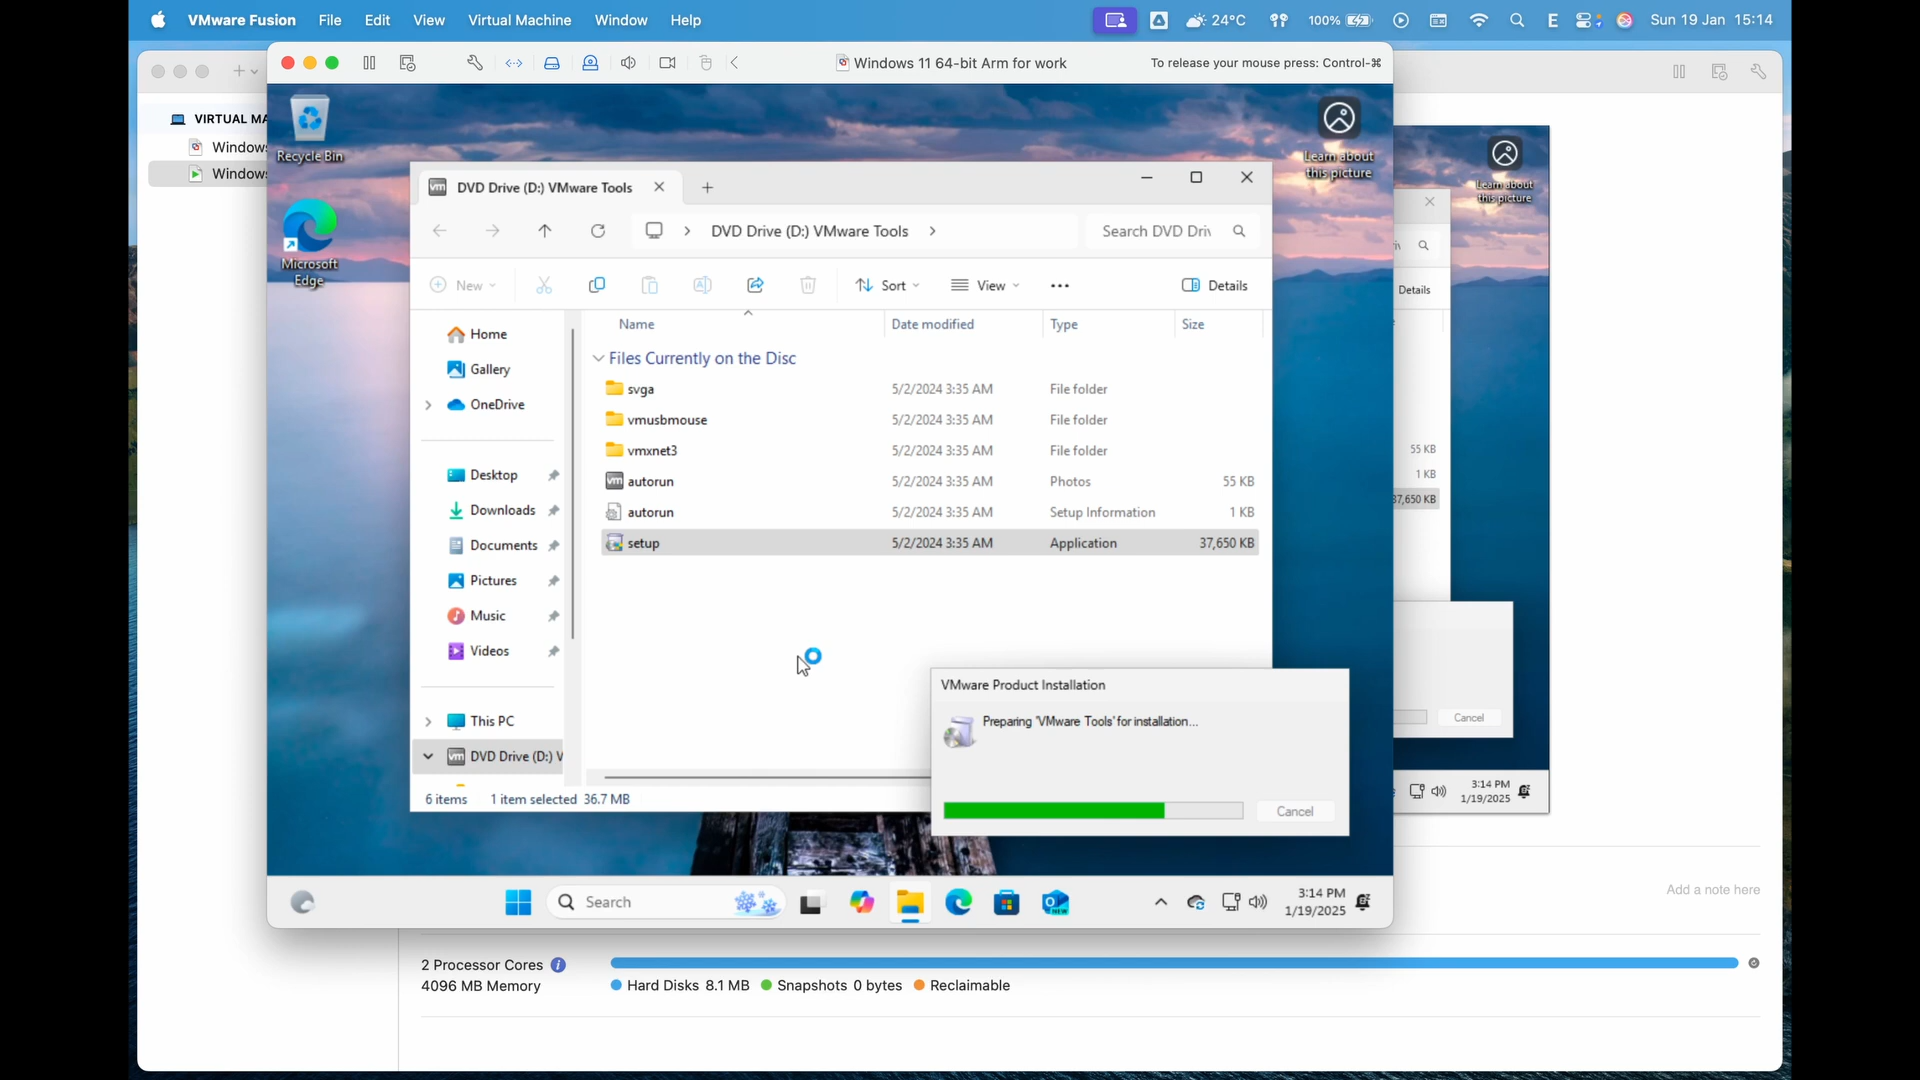 VMware Fusion File Edit View Virtual Machine Window Help
24°C 100% E Sun 19 Jan 15:14
Windows 11 64-bit Arm for work
To release your mouse press: Control-⌘
VIRTUAL MA
Window
Window
Recycle Bin
Microsoft
Edge
Learn about
this picture
DVD Drive (D:) VMware Tools
DVD Drive (D:) VMware Tools
Search DVD Driv
New
Sort
View
Details
Home
Gallery
OneDrive
Desktop
Downloads
Documents
Pictures
Music
Videos
This PC
DVD Drive (D:) V
Name Date modified Type Size
Files Currently on the Disc
svga 5/2/2024 3:35 AM File folder
vmusbmouse 5/2/2024 3:35 AM File folder
vmxnet3 5/2/2024 3:35 AM File folder
autorun 5/2/2024 3:35 AM Photos 55 KB
autorun 5/2/2024 3:35 AM Setup Information 1 KB
setup 5/2/2024 3:35 AM Application 37,650 KB
6 items 1 item selected 36.7 MB
VMware Product Installation
Preparing 'VMware Tools' for installation...
Cancel
Search
3:14 PM
1/19/2025
Learn about
this picture
Details
55 KB
1 KB
37,650 KB
Cancel
3:14 PM
1/19/2025
Add a note here
2 Processor Cores
4096 MB Memory
Hard Disks 8.1 MB Snapshots 0 bytes Reclaimable